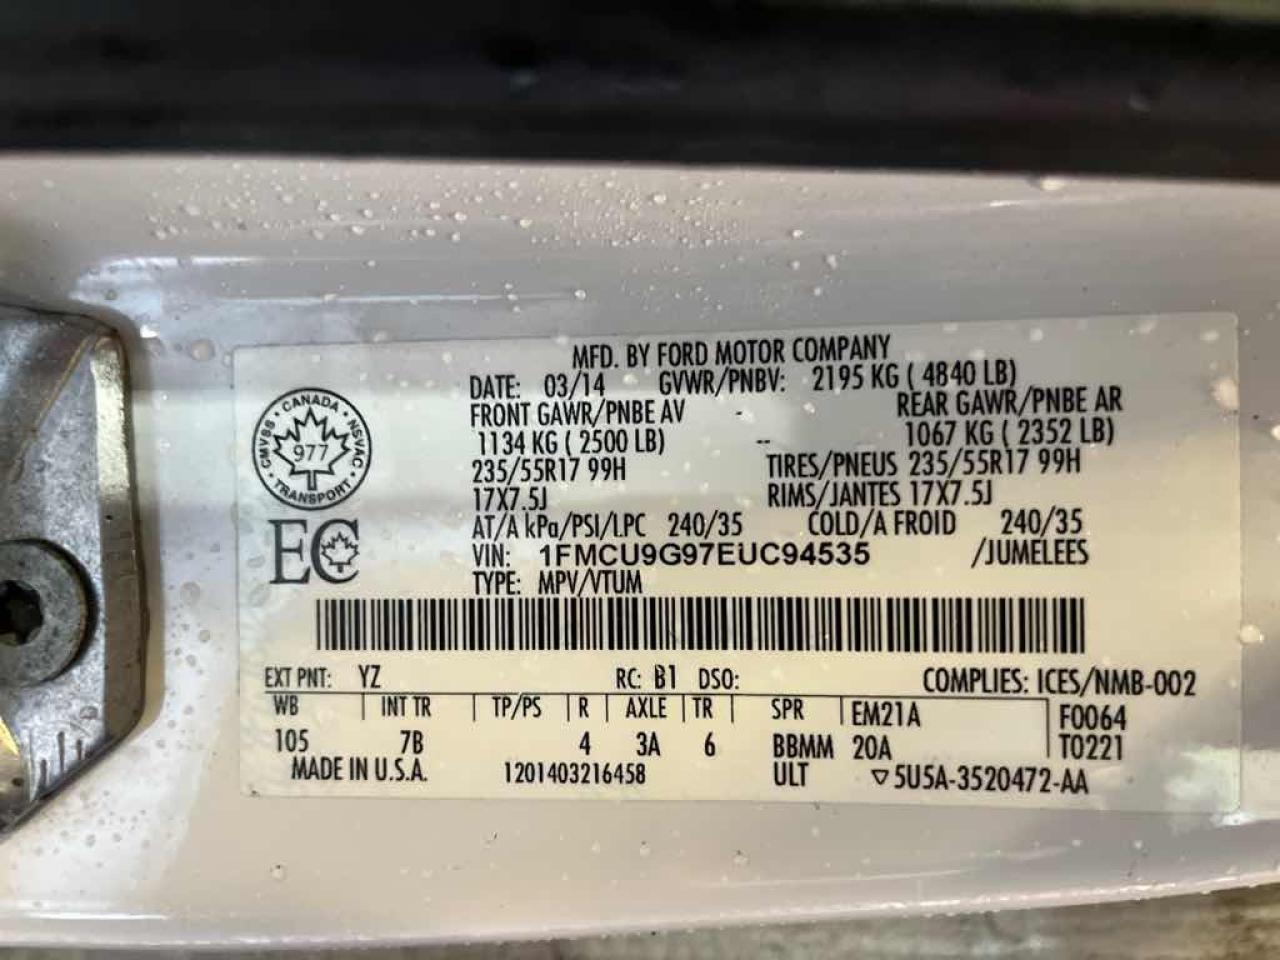 MFD. BY FORD MOTOR COMPANY
DATE: 03/14 GVWR/PNBV: 2195 KG ( 4840 LB)
FRONT GAWR/PNBE AV - REAR GAWR/PNBE AR
1134 KG ( 2500 LB) -- 1067 KG ( 2352 LB)
235/55R17 99H TIRES/PNEUS 235/55R17 99H
17X7.5J RIMS/JANTES 17X7.5J
AT/A kPa/PSI/LPC 240/35 COLD/A FROID 240/35
VIN: 1FMCU9G97EUC94535 /JUMELEES
TYPE: MPV/VTUM
CANADA
CMVSS 977 NSVAC
TRANSPORT
EC
EXT PNT: YZ RC: B1 DSO: COMPLIES: ICES/NMB-002
WB | INT TR | TP/PS | R | AXLE | TR | SPR | EM21A | F0064
105 7B 4 3A 6 BBMM 20A | T0221
MADE IN U.S.A. 1201403216458 ULT ▽5U5A-3520472-AA